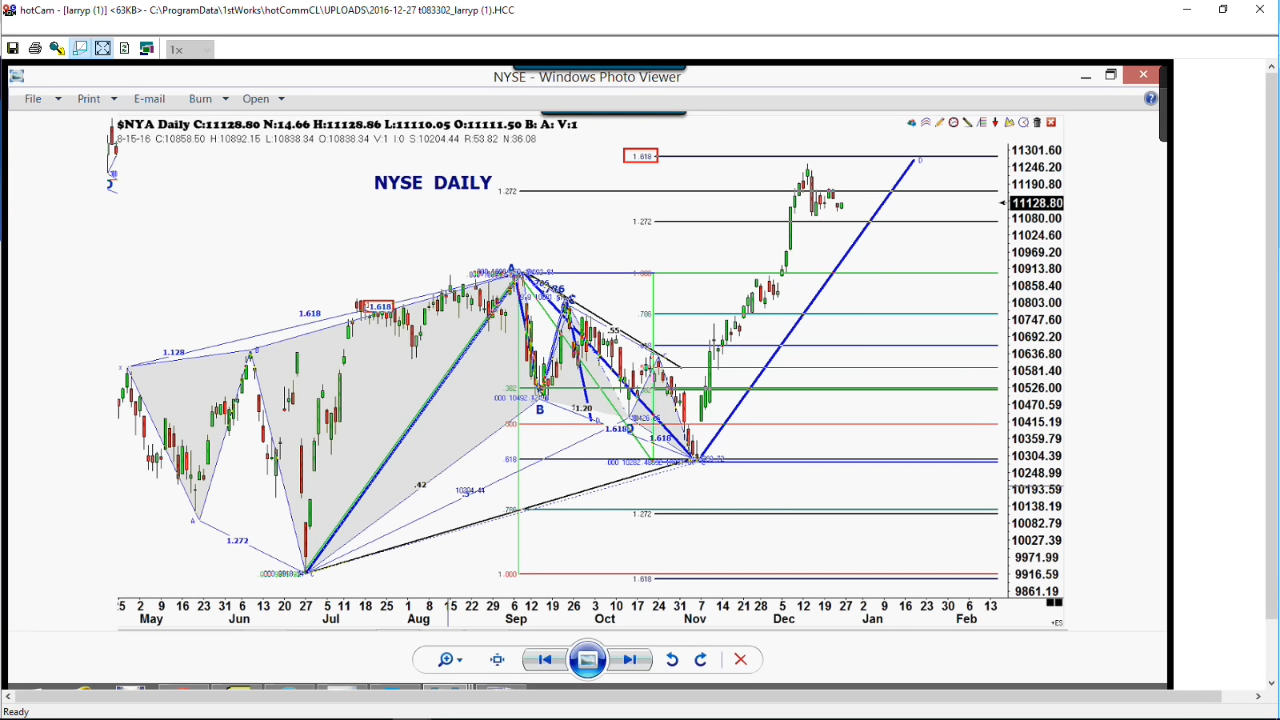 hotCam - [larryp (1)] <63KB> - C:\ProgramData\1stWorks\hotCommCL\UPLOADS\2016-12-27 t083302_larryp (1).HCC
1x
NYSE - Windows Photo Viewer
File Print E-mail Burn Open
$NYA Daily C:11128.80 N:14.66 H:11128.86 L:11110.05 O:11111.50 B: A: V:1
8-15-16 C:10858.50 N:10892.15 L:10838.34 O:10838.34 V:1 I:0 S:10204.44 R:53.82 N:36.08
NYSE DAILY
1.618
D
1.272
1.272
1.000
.786
.618
.382
.500
.618
.786
1.272
1.000
1.618
1.618
1.618
1.128
X
B
A
1.272
A
B
C
.786
.55
1.20
1.618
D
1.618
.42
10204.44
11301.60
11246.20
11190.80
11128.80
11080.00
11024.60
10969.20
10913.80
10858.40
10803.00
10747.60
10692.20
10636.80
10581.40
10526.00
10470.59
10415.19
10359.79
10304.39
10248.99
10193.59
10138.19
10082.79
10027.39
9971.99
9916.59
9861.19
25 2 9 16 23 31 6 13 20 27 5 11 18 25 1 8 15 22 29 6 12 19 26 3 10 17 24 31 7 14 21 28 5 12 19 27 2 9 16 23 30 6 13
May Jun Jul Aug Sep Oct Nov Dec Jan Feb
+ES
Ready